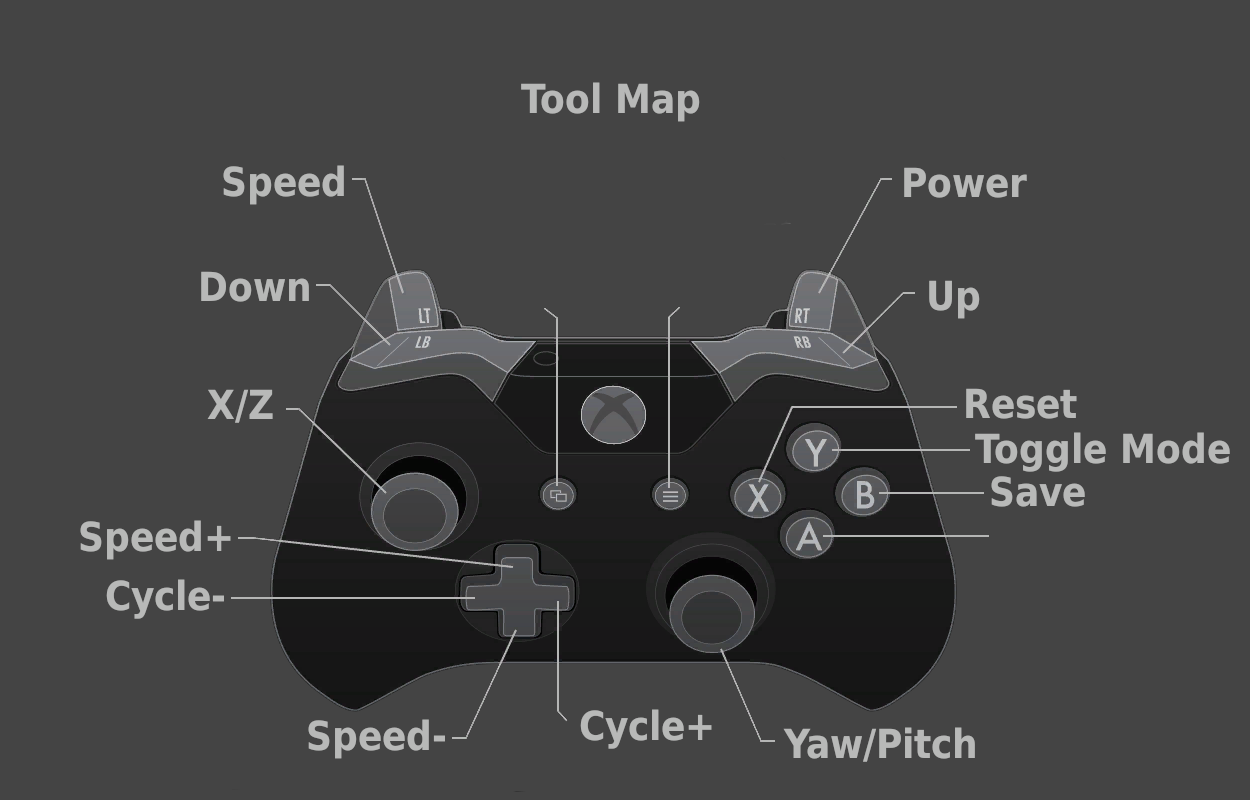 Tool Map
Speed
Power
Down
Up
LT
RT
LB
RB
X/Z
Reset
Y
Toggle Mode
X
B
Save
Speed+
A
Cycle-
Speed-
Cycle+
Yaw/Pitch